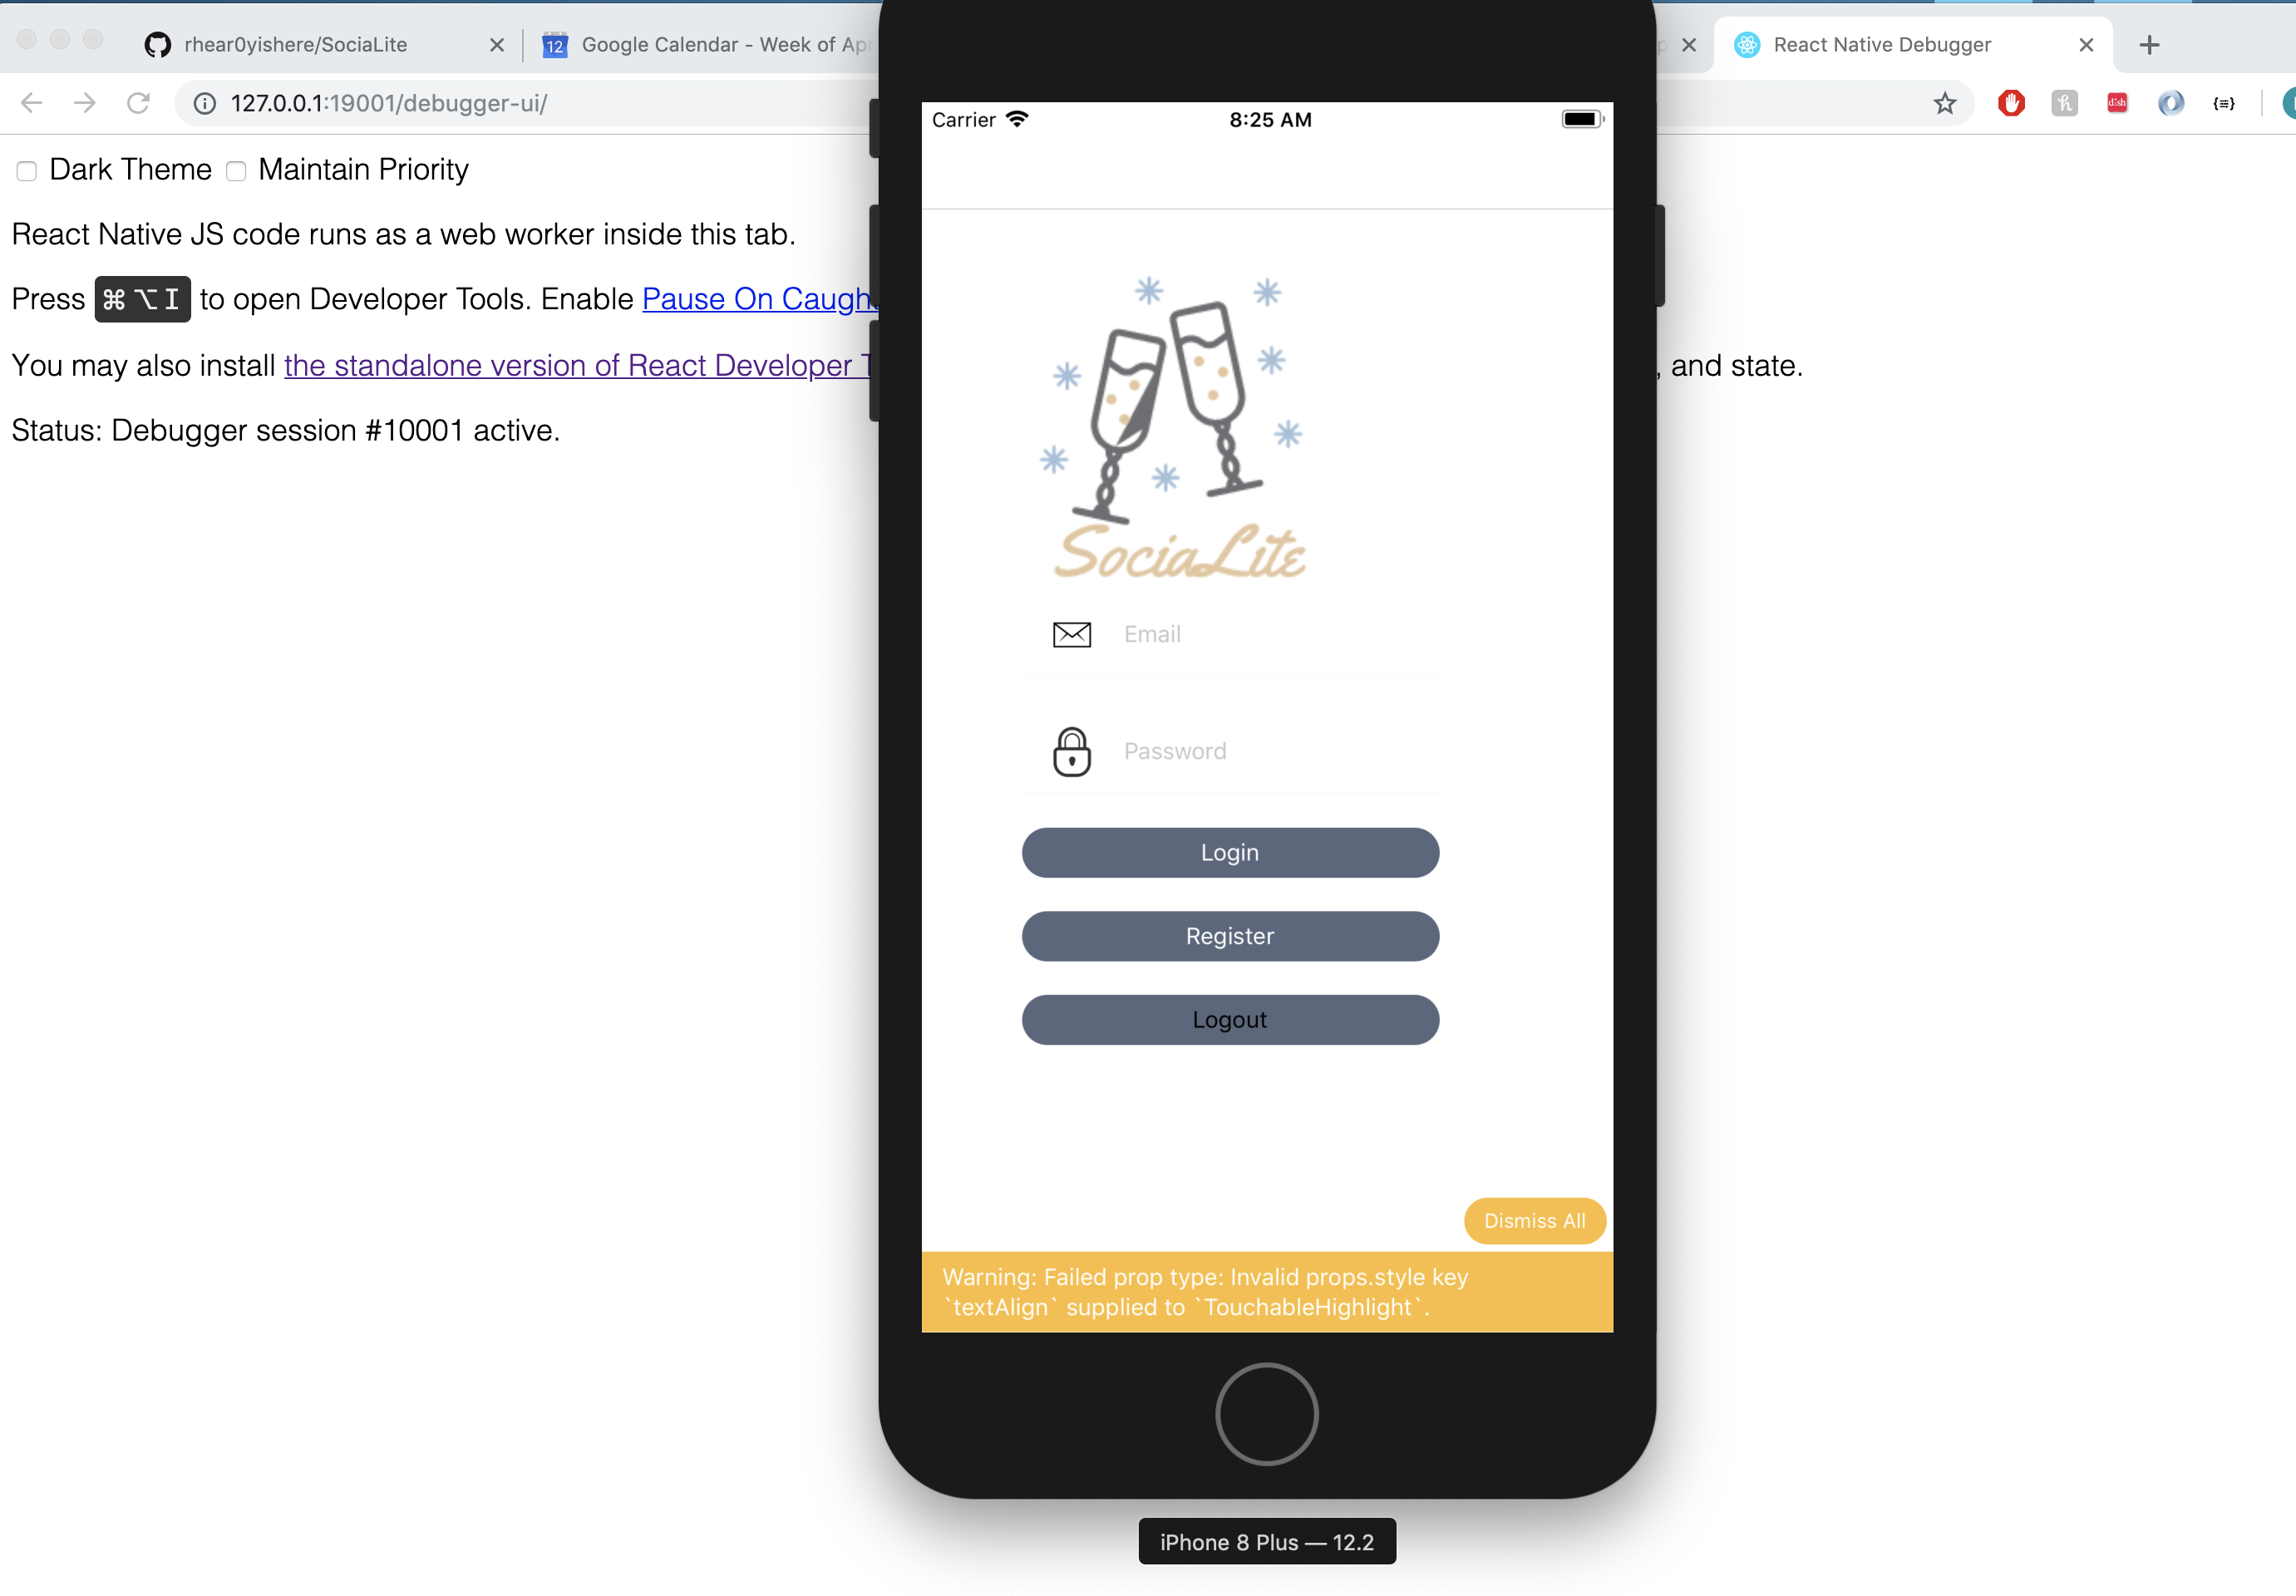 rhear0yishere/SociaLite
12 Google Calendar - Week of Ap
React Native Debugger
127.0.0.1:19001/debugger-ui/
dish
Dark Theme Maintain Priority
React Native JS code runs as a web worker inside this tab.
Press ⌘⌥I to open Developer Tools. Enable Pause On Caugh
You may also install the standalone version of React Developer T , and state.
Status: Debugger session #10001 active.
Carrier 8:25 AM
SociaLite
Email
Password
Login
Register
Logout
Dismiss All
Warning: Failed prop type: Invalid props.style key
`textAlign` supplied to `TouchableHighlight`.
iPhone 8 Plus — 12.2